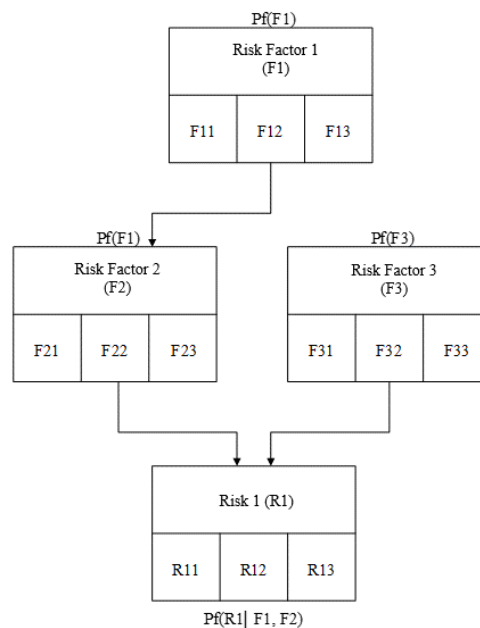 Pf(F1)
Risk Factor 1
(F1)
F11 F12 F13
Pf(F1)
Risk Factor 2
(F2)
F21 F22 F23
Pf(F3)
Risk Factor 3
(F3)
F31 F32 F33
Risk 1 (R1)
R11 R12 R13
Pf(R1| F1, F2)